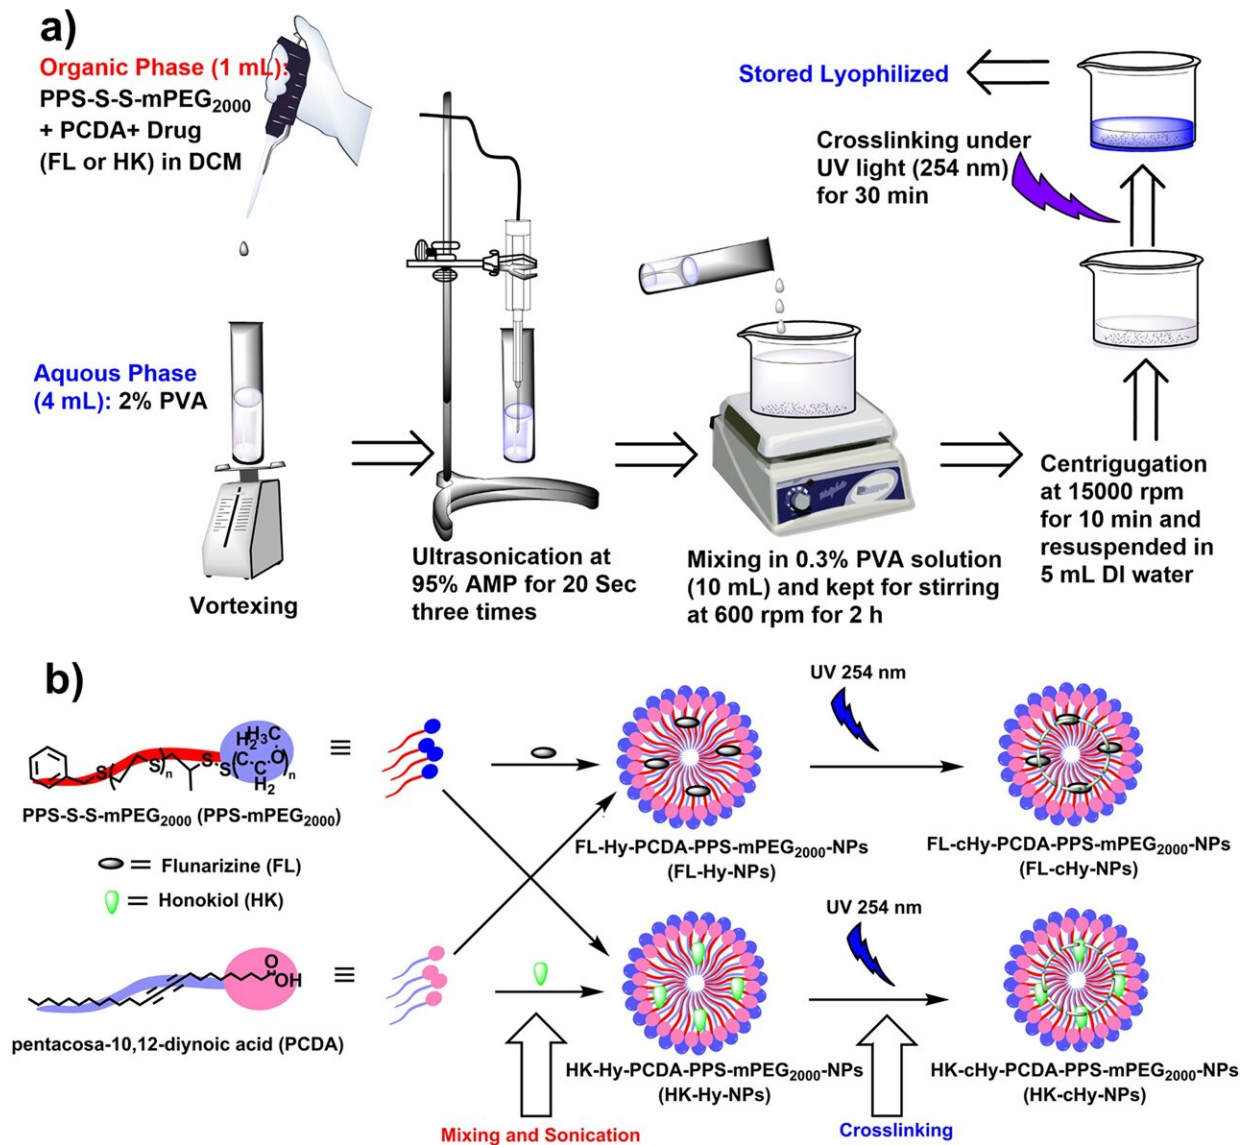 a)
Organic Phase (1 mL):
PPS-S-S-mPEG2000
+ PCDA+ Drug
(FL or HK) in DCM
Aquous Phase
(4 mL): 2% PVA
Vortexing
Ultrasonication at
95% AMP for 20 Sec
three times
Mixing in 0.3% PVA solution
(10 mL) and kept for stirring
at 600 rpm for 2 h
Centrigugation
at 15000 rpm
for 10 min and
resuspended in
5 mL DI water
Crosslinking under
UV light (254 nm)
for 30 min
Stored Lyophilized
b)
S
S
n
S
S
H2
H3C
C
C
O
H2
n
≡
PPS-S-S-mPEG2000 (PPS-mPEG2000)
= Flunarizine (FL)
= Honokiol (HK)
O
OH
≡
pentacosa-10,12-diynoic acid (PCDA)
FL-Hy-PCDA-PPS-mPEG2000-NPs
(FL-Hy-NPs)
UV 254 nm
FL-cHy-PCDA-PPS-mPEG2000-NPs
(FL-cHy-NPs)
HK-Hy-PCDA-PPS-mPEG2000-NPs
(HK-Hy-NPs)
UV 254 nm
HK-cHy-PCDA-PPS-mPEG2000-NPs
(HK-cHy-NPs)
Mixing and Sonication
Crosslinking